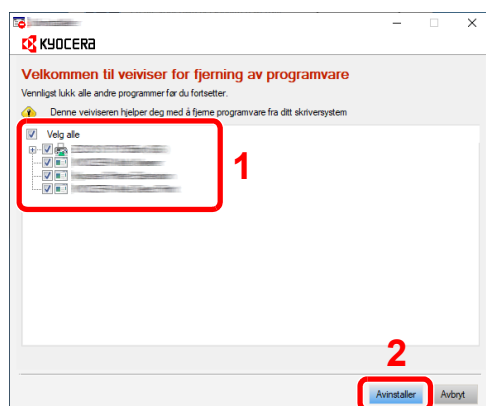 KYOCERA
Velkommen til veiviser for fjerning av programvare
Vennligst lukk alle andre programmer før du fortsetter.
Denne veiviseren hjelper deg med å fjerne programvare fra ditt skriversystem
Velg alle
1
2
Avinstaller Avbryt